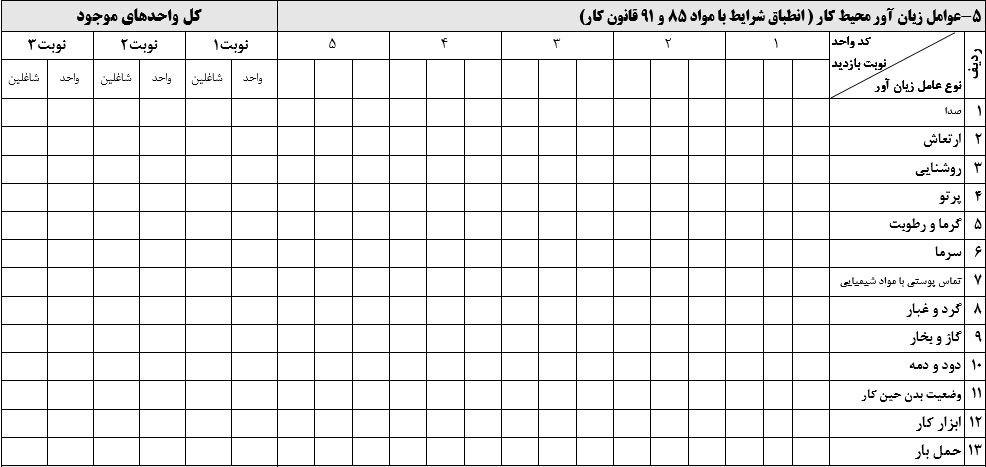 ۵–عوامل زیان آور محیط کار ( انطباق شرایط با مواد ۸۵ و ۹۱ قانون کار)
کل واحدهای موجود
ردیف
کد واحد
نوبت بازدید
نوع عامل زیان آور
۱ ۲ ۳ ۴ ۵
نوبت۱ نوبت۲ نوبت۳
واحد شاغلین واحد شاغلین واحد شاغلین
۱ صدا
۲ ارتعاش
۳ روشنایی
۴ پرتو
۵ گرما و رطوبت
۶ سرما
۷ تماس پوستی با مواد شیمیایی
۸ گرد و غبار
۹ گاز و بخار
۱۰ دود و دمه
۱۱ وضعیت بدن حین کار
۱۲ ابزار کار
۱۳ حمل بار